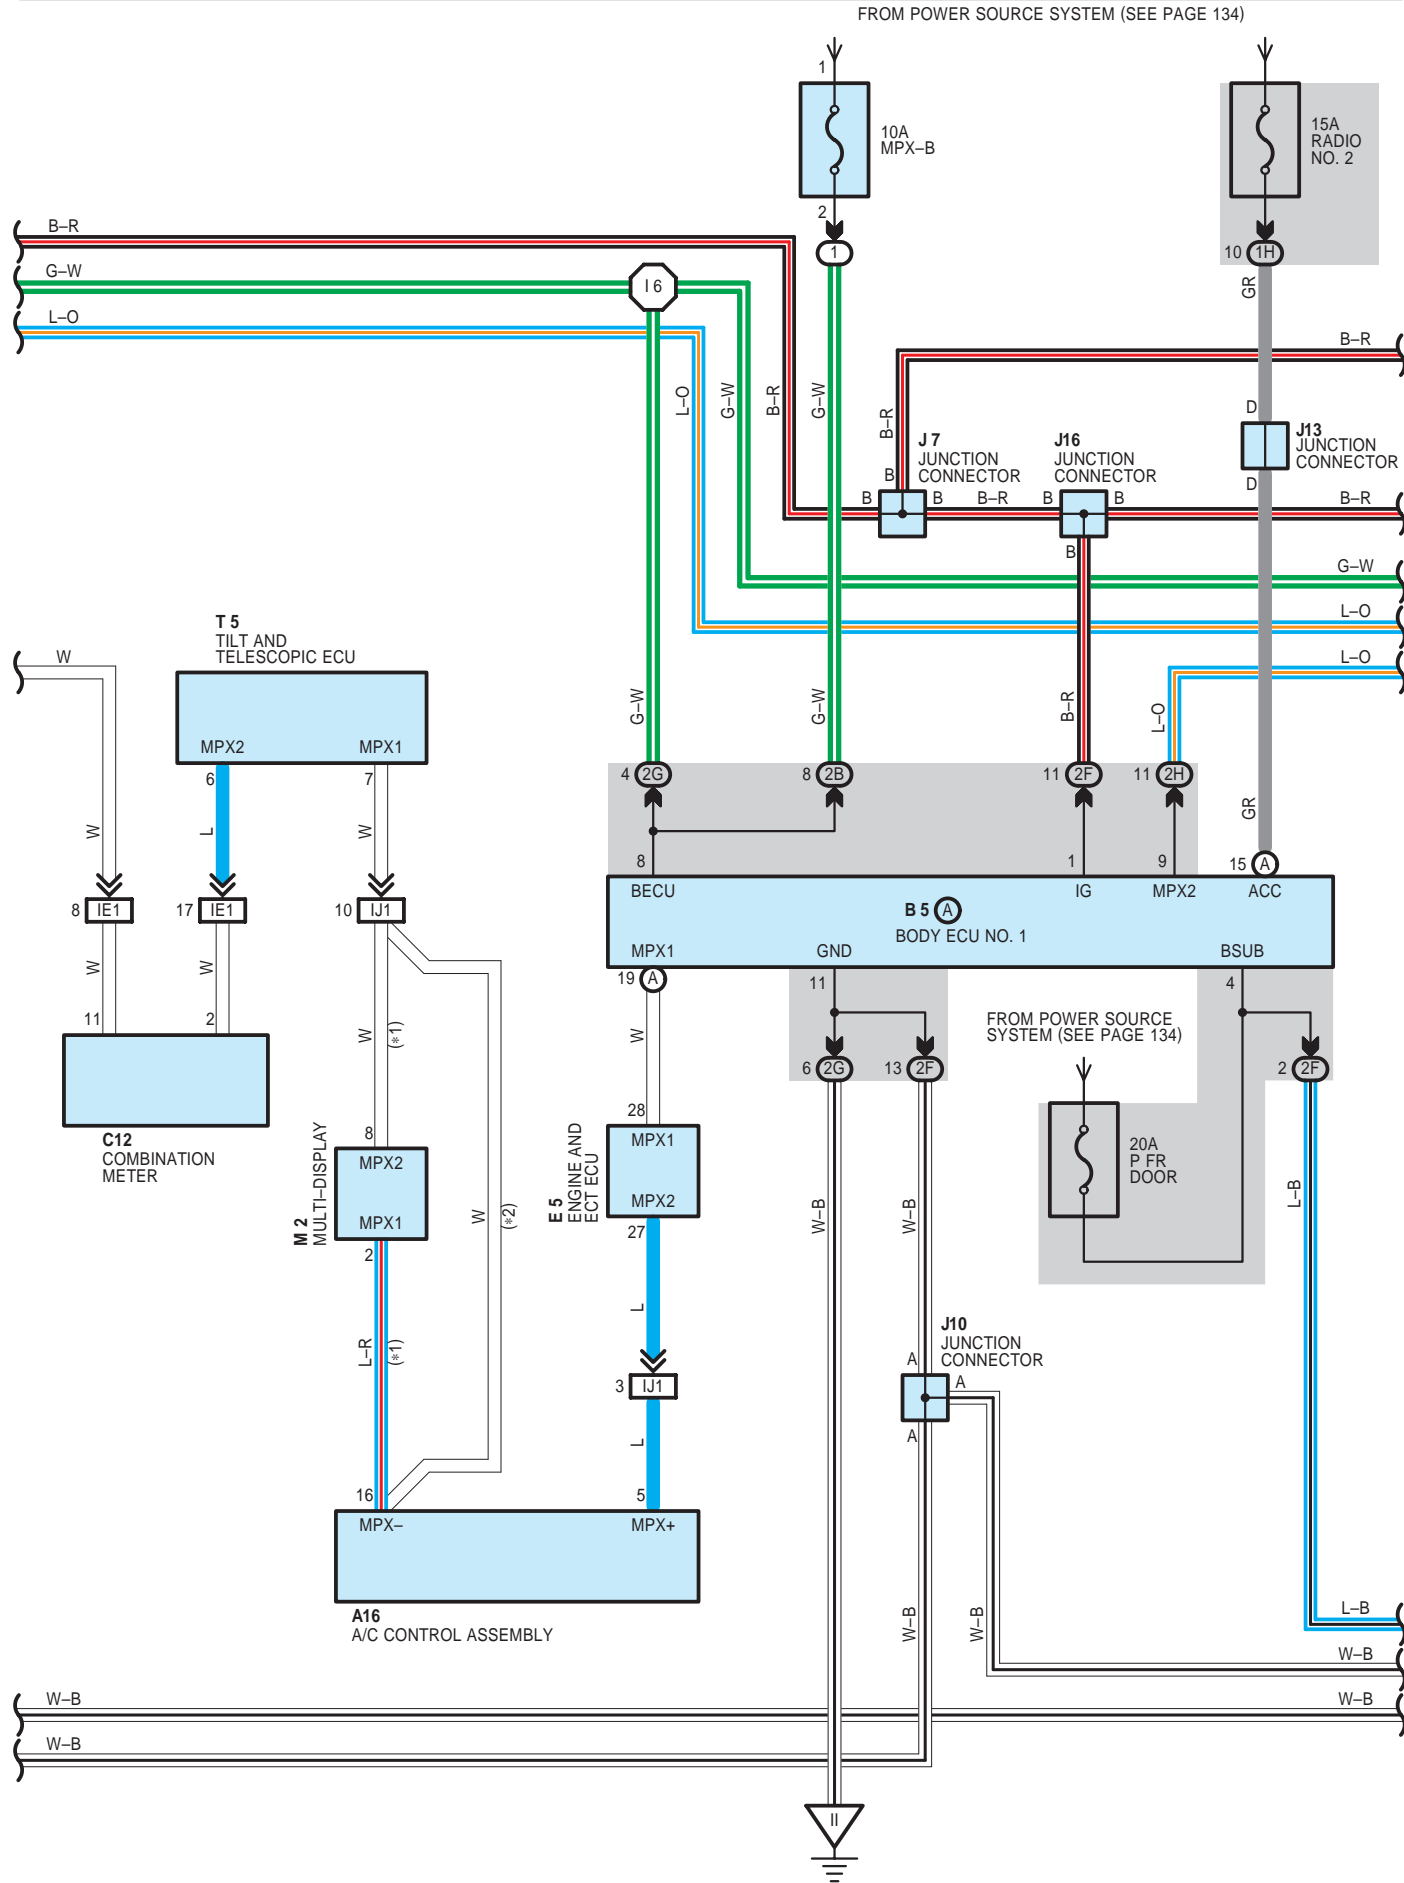 FROM POWER SOURCE SYSTEM (SEE PAGE 134)
1
10A
MPX–B
15A
RADIO
NO. 2
2
1
10 1H
B–R
G–W
I 6
L–O
GR
B–R
L–O
G–W
B–R
G–W
B–R
D
J13
JUNCTION
CONNECTOR
D
J 7
JUNCTION
CONNECTOR
J16
JUNCTION
CONNECTOR
B
B
B
B–R
B
B
B–R
B
G–W
L–O
L–O
T 5
TILT AND
TELESCOPIC ECU
W
MPX2
MPX1
G–W
G–W
B–R
L–O
6
7
4 2G
8 2B
11 2F
11 2H
GR
W
L
W
8
1
9
15 A
BECU
IG
MPX2
ACC
8 IE1
17 IE1
10 IJ1
B 5 A
BODY ECU NO. 1
MPX1
GND
BSUB
W
W
19 A
11
4
11
2
W
(*1)
W
FROM POWER SOURCE
SYSTEM (SEE PAGE 134)
6 2G
13 2F
2 2F
C12
COMBINATION
METER
8
MPX2
MPX1
M 2
MULTI–DISPLAY
2
W
(*2)
28
MPX1
MPX2
E 5
ENGINE AND
ECT ECU
27
20A
P FR
DOOR
W–B
W–B
L–B
L
L–R
(*1)
J10
JUNCTION
CONNECTOR
A
A
A
3 IJ1
L
16
5
MPX–
MPX+
A16
A/C CONTROL ASSEMBLY
W–B
W–B
L–B
W–B
W–B
W–B
W–B
II